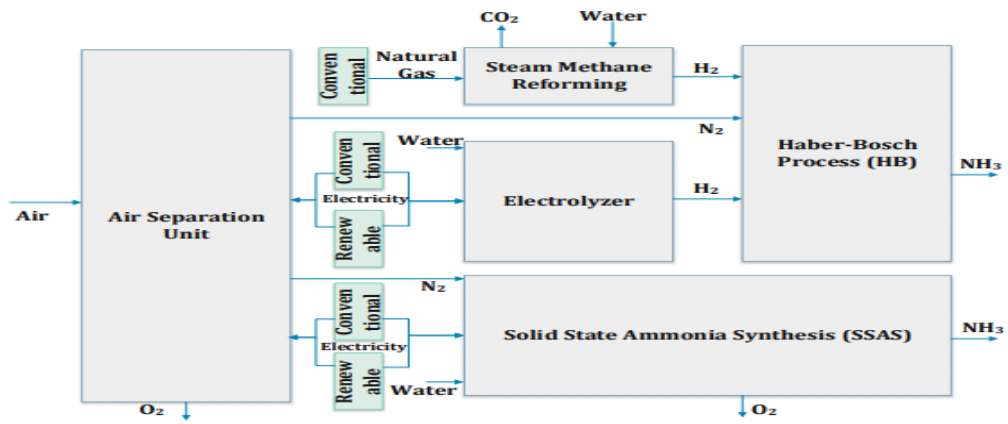 CO₂
Water
Conven
tional
Natural
Gas
Steam Methane
Reforming
H₂
N₂
Haber-Bosch
Process (HB)
NH₃
Air
Air Separation
Unit
Conven
tional
Water
Electricity
Renew
able
Electrolyzer
H₂
N₂
Conven
tional
Electricity
Renew
able
Water
Solid State Ammonia Synthesis (SSAS)
NH₃
O₂
O₂